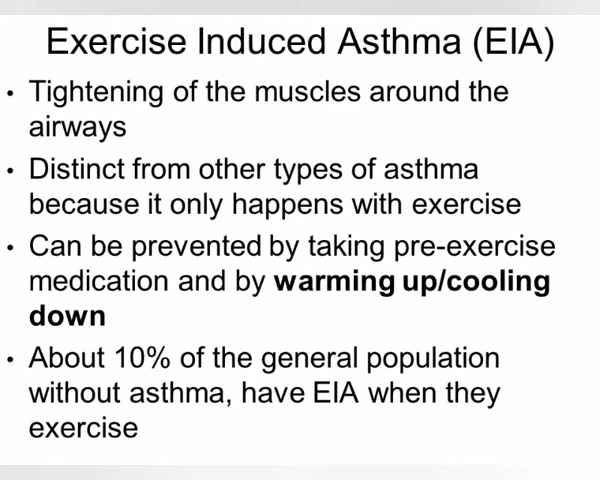 Exercise Induced Asthma (EIA)
• Tightening of the muscles around the
airways
• Distinct from other types of asthma
because it only happens with exercise
• Can be prevented by taking pre-exercise
medication and by warming up/cooling
down
• About 10% of the general population
without asthma, have EIA when they
exercise